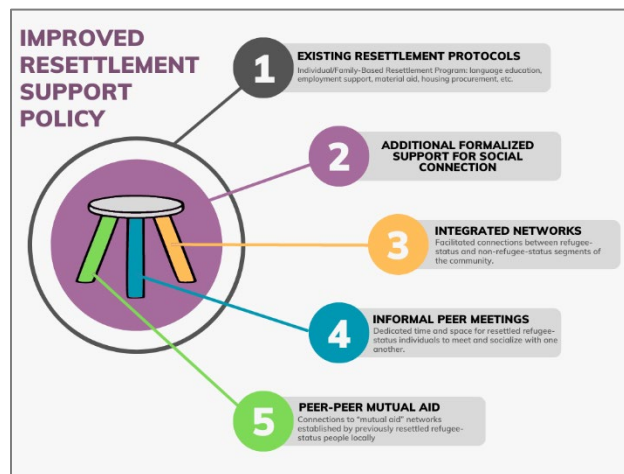 IMPROVED
RESETTLEMENT
SUPPORT
POLICY
1
EXISTING RESETTLEMENT PROTOCOLS
Individual/Family-Based Resettlement Program: language education,
employment support, material aid, housing procurement, etc.
2
ADDITIONAL FORMALIZED
SUPPORT FOR SOCIAL
CONNECTION
3
INTEGRATED NETWORKS
Facilitated connections between refugee-
status and non-refugee-status segments of
the community.
4
INFORMAL PEER MEETINGS
Dedicated time and space for resettled refugee-
status individuals to meet and socialize with one
another.
5
PEER-PEER MUTUAL AID
Connections to "mutual aid" networks
established by previously resettled refugee-
status people locally